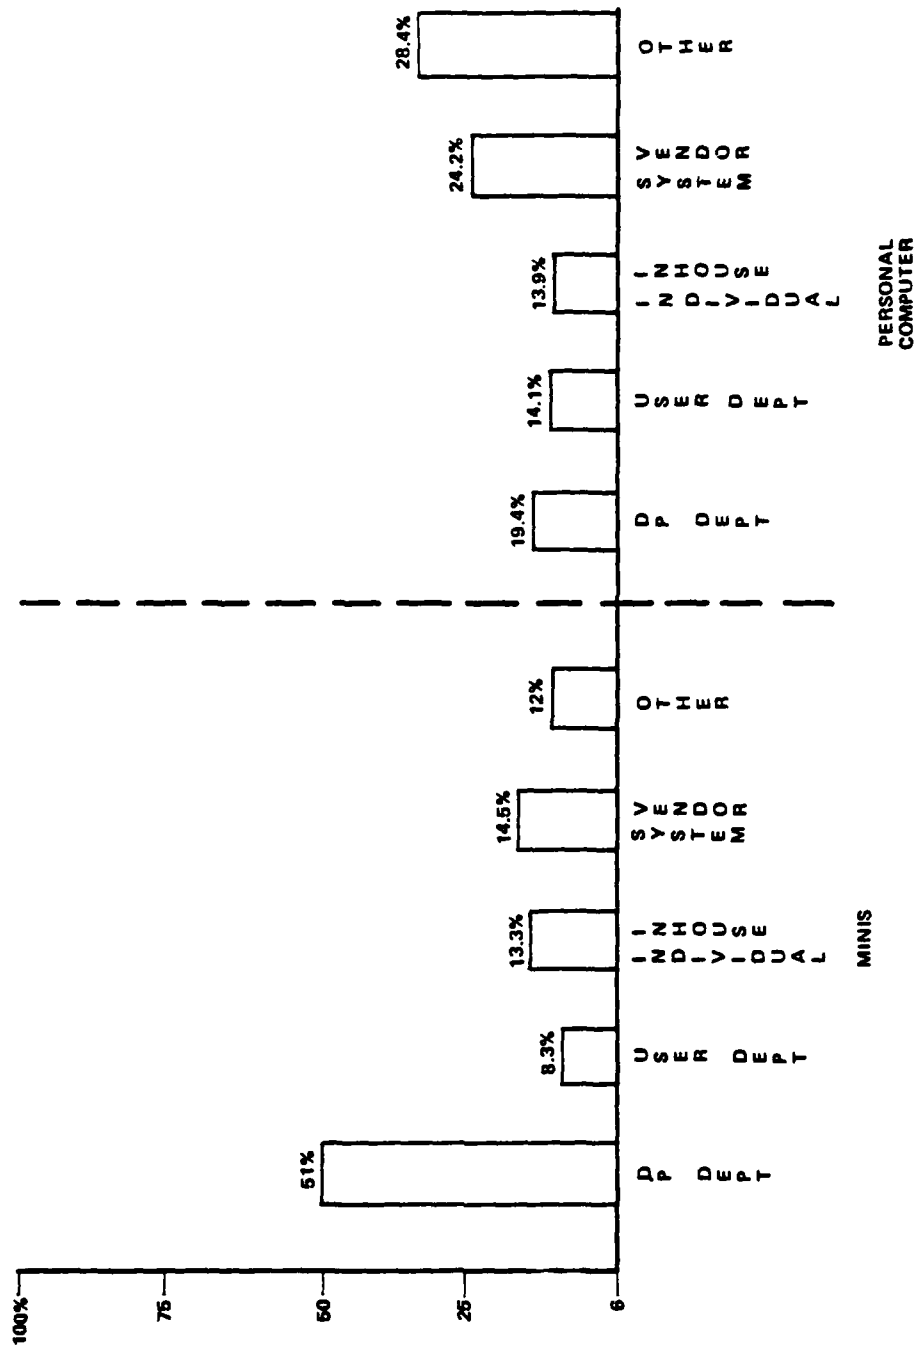 100%
75
50
25
6
51%
8.3%
13.3%
14.5%
12%
19.4%
14.1%
13.9%
24.2%
28.4%
DP DEPT
USER DEPT
INHOUSE
INDIVIDUAL
VENDOR
SYSTEM
OTHER
DP DEPT
USER DEPT
INHOUSE
INDIVIDUAL
VENDOR
SYSTEM
OTHER
MINIS
PERSONAL
COMPUTER